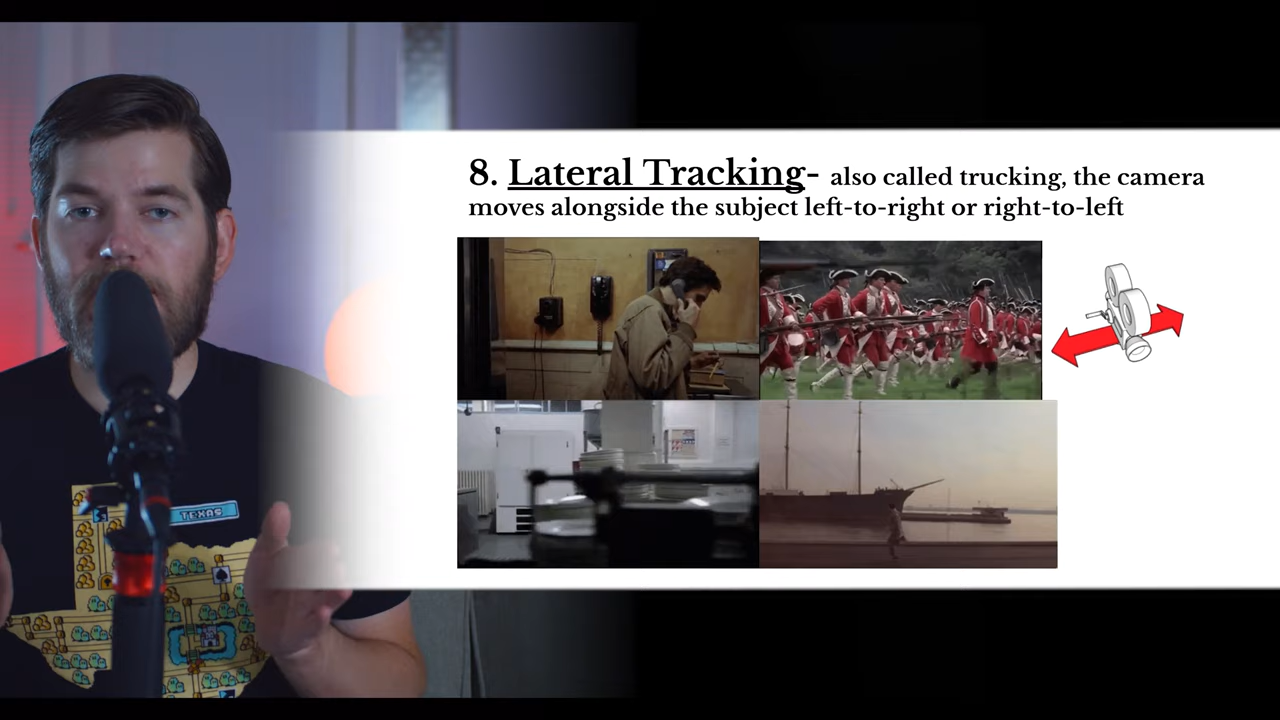 8. Lateral Tracking- also called trucking, the camera
moves alongside the subject left-to-right or right-to-left
TEXAS